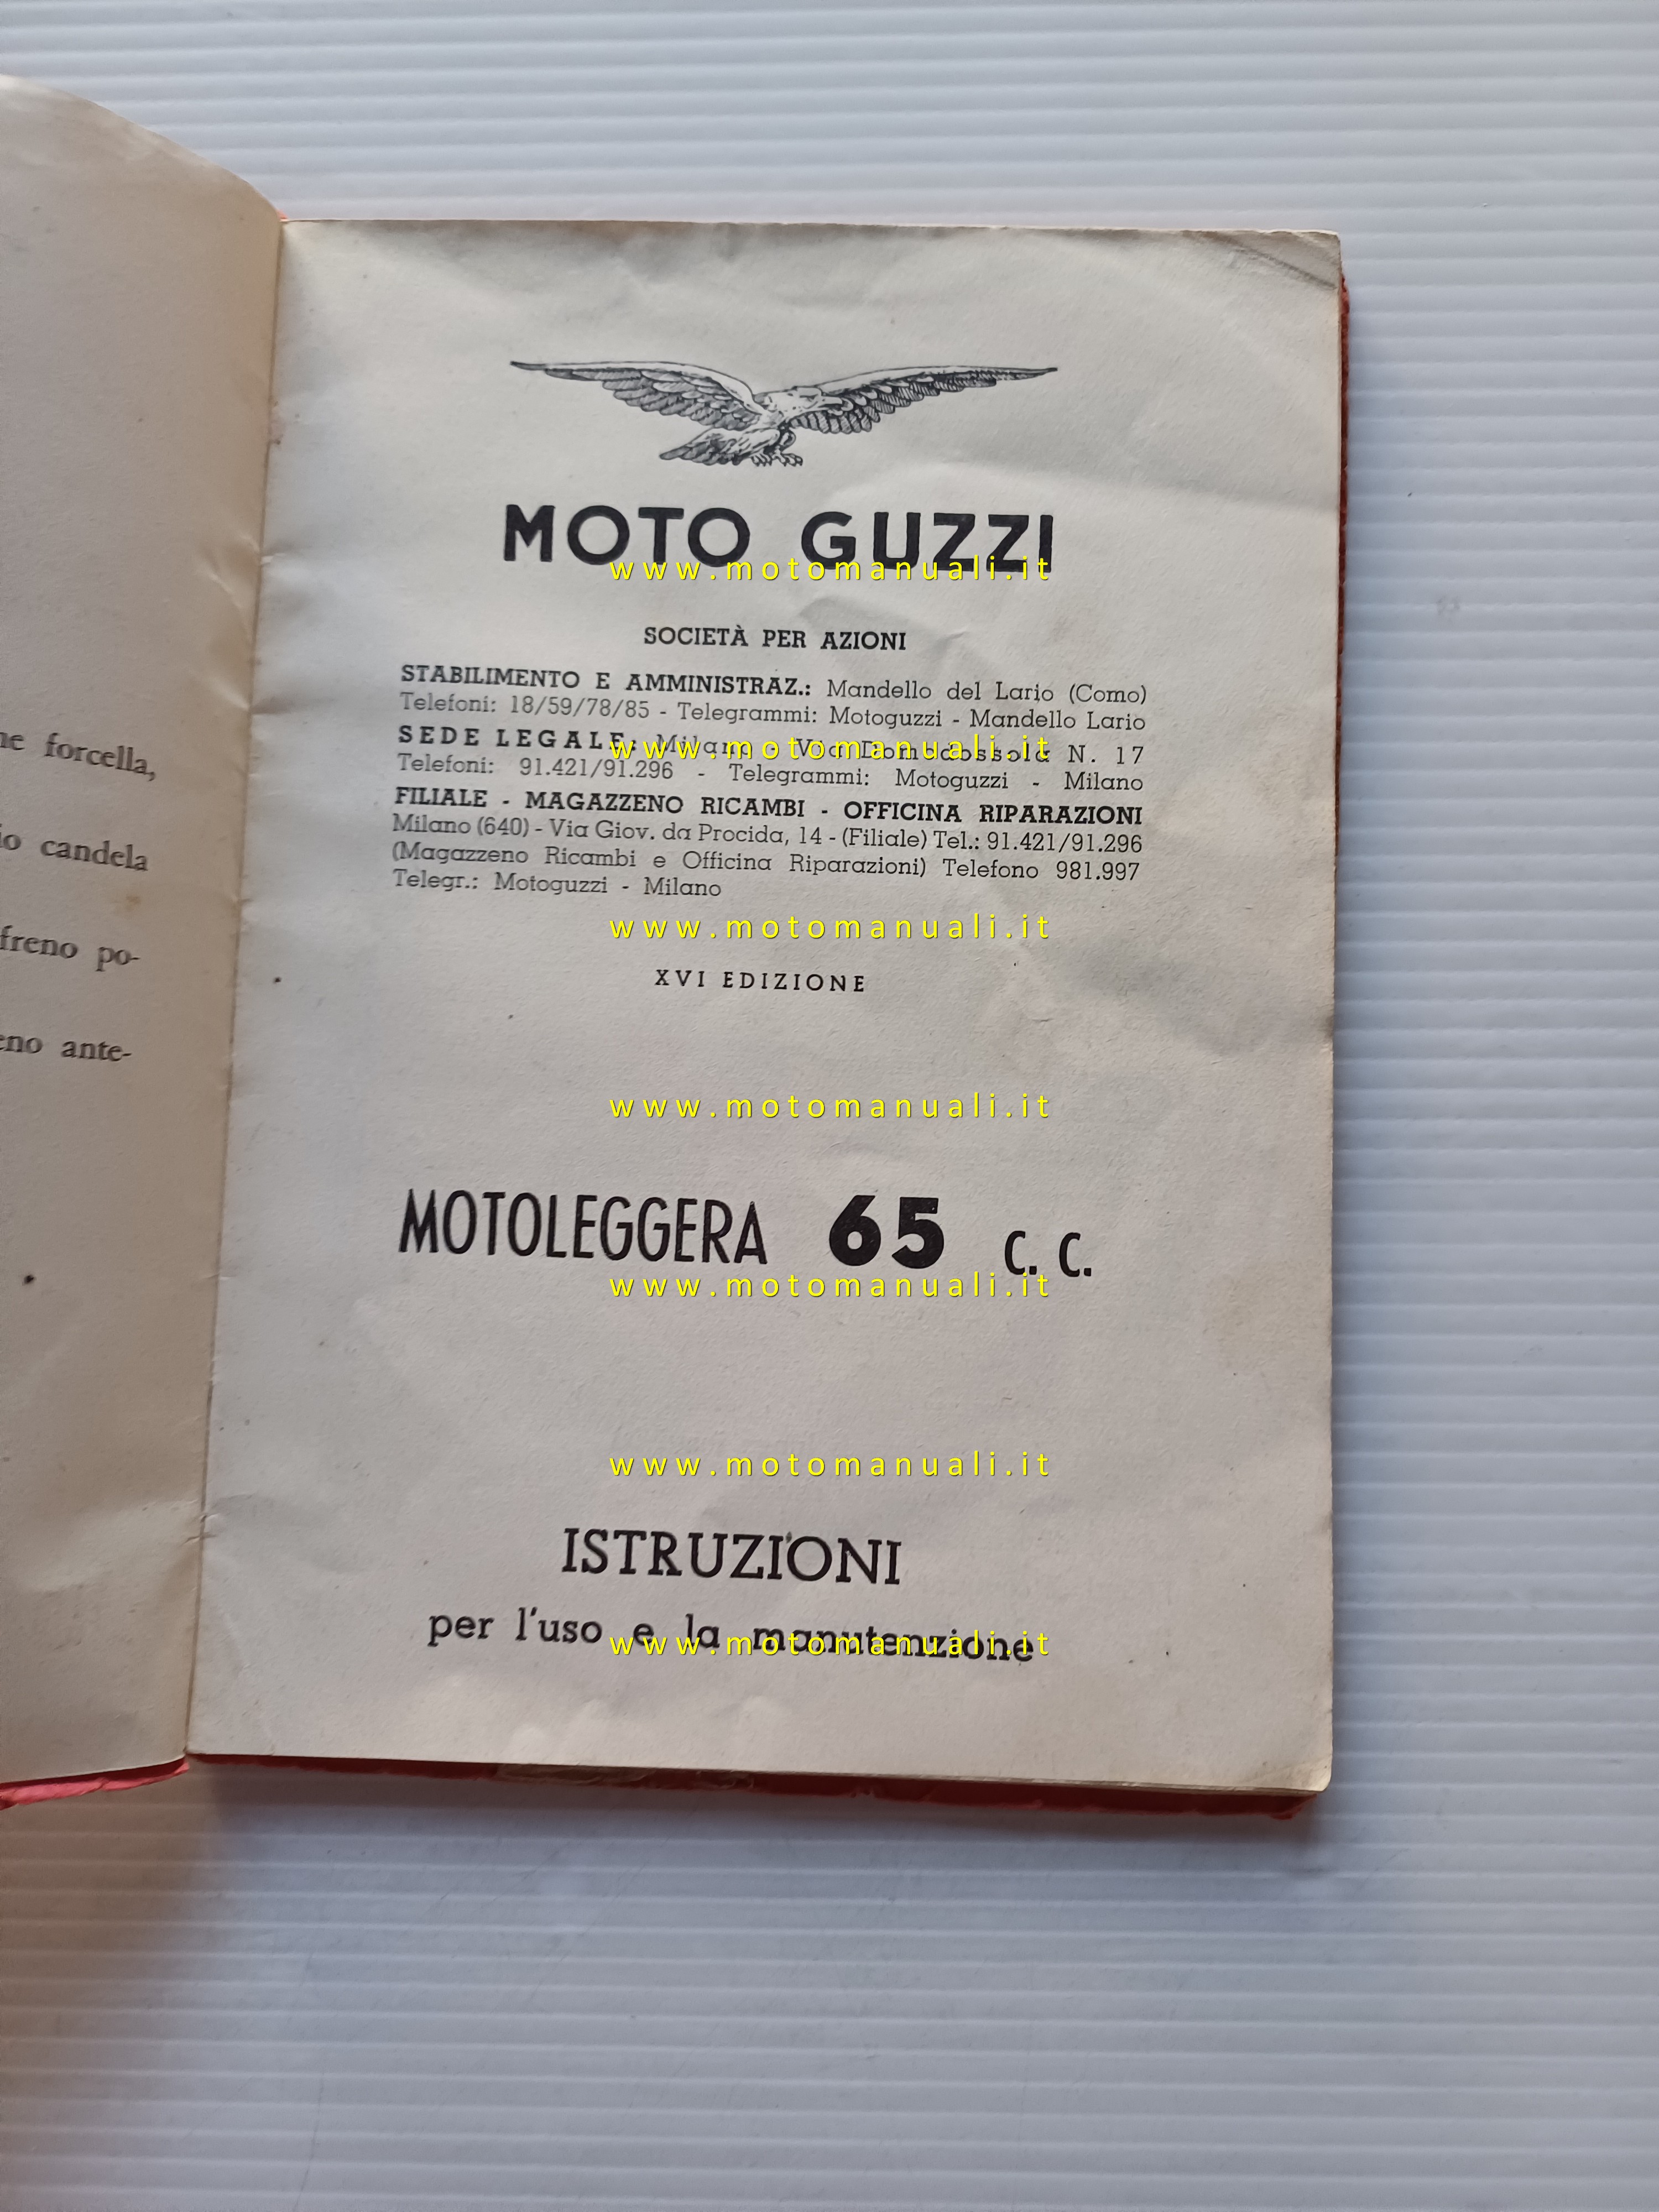 ne forcella,
io candela
freno po-
eno ante-
MOTO GUZZI
www.motomanuali.it
SOCIETÀ PER AZIONI
STABILIMENTO E AMMINISTRAZ.: Mandello del Lario (Como)
Telefoni: 18/59/78/85 - Telegrammi: Motoguzzi - Mandello Lario
SEDE LEGALE: Milano - Via Domodossola N. 17
www.motomanuali.it
Telefoni: 91.421/91.296 - Telegrammi: Motoguzzi - Milano
FILIALE - MAGAZZENO RICAMBI - OFFICINA RIPARAZIONI
Milano (640) - Via Giov. da Procida, 14 - (Filiale) Tel.: 91.421/91.296
(Magazzeno Ricambi e Officina Riparazioni) Telefono 981.997
Telegr.: Motoguzzi - Milano
www.motomanuali.it
XVI EDIZIONE
www.motomanuali.it
MOTOLEGGERA 65 C.C.
www.motomanuali.it
www.motomanuali.it
ISTRUZIONI
per l'uso e la manutenzione
www.motomanuali.it